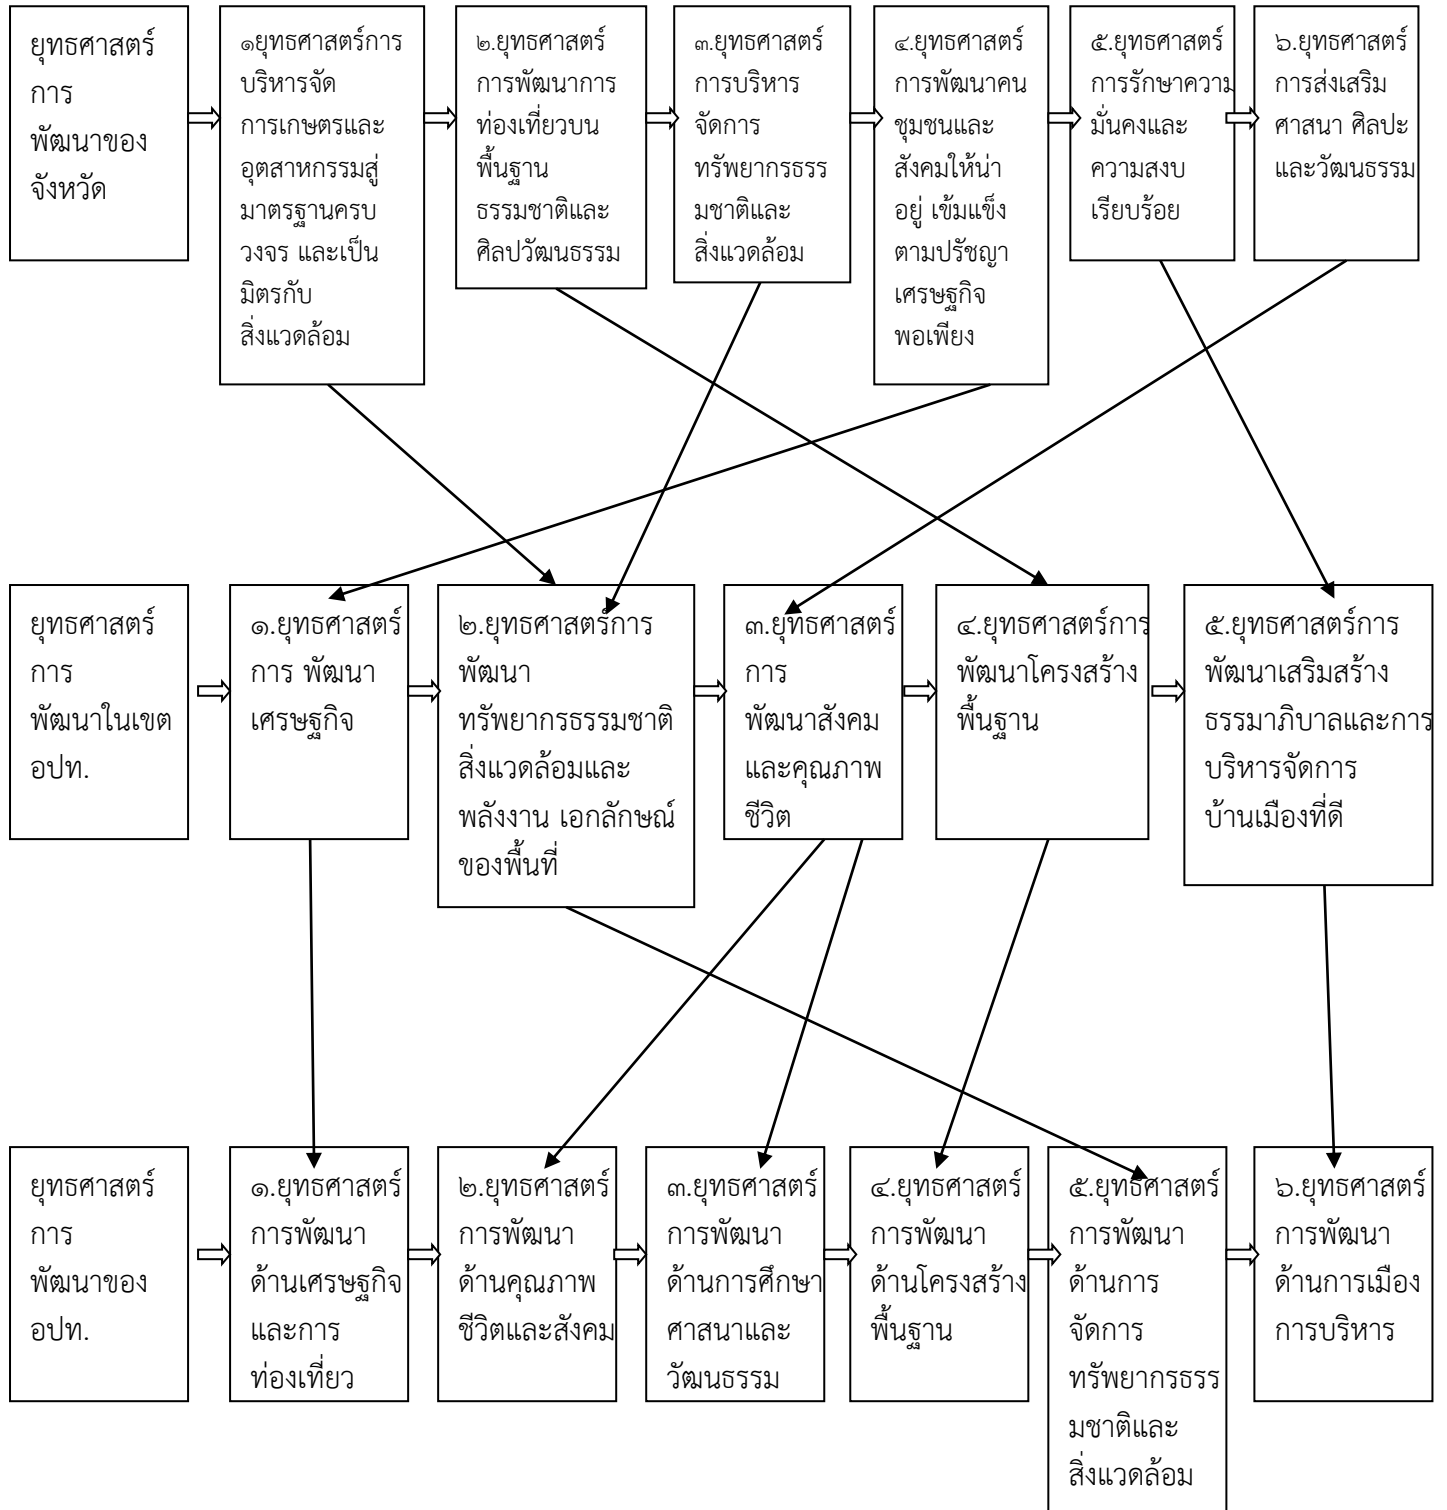 ยุทธศาสตร์
การ
พัฒนาของ
จังหวัด
๑ยุทธศาสตร์การ
บริหารจัด
การเกษตรและ
อุตสาหกรรมสู่
มาตรฐานครบ
วงจร และเป็น
มิตรกับ
สิ่งแวดล้อม
๒.ยุทธศาสตร์
การพัฒนาการ
ท่องเที่ยวบน
พื้นฐาน
ธรรมชาติและ
ศิลปวัฒนธรรม
๓.ยุทธศาสตร์
การบริหาร
จัดการ
ทรัพยากรธรร
มชาติและ
สิ่งแวดล้อม
๔.ยุทธศาสตร์
การพัฒนาคน
ชุมชนและ
สังคมให้น่า
อยู่ เข้มแข็ง
ตามปรัชญา
เศรษฐกิจ
พอเพียง
๕.ยุทธศาสตร์
การรักษาความ
มั่นคงและ
ความสงบ
เรียบร้อย
๖.ยุทธศาสตร์
การส่งเสริม
ศาสนา ศิลปะ
และวัฒนธรรม
ยุทธศาสตร์
การ
พัฒนาในเขต
อปท.
๑.ยุทธศาสตร์
การ พัฒนา
เศรษฐกิจ
๒.ยุทธศาสตร์การ
พัฒนา
ทรัพยากรธรรมชาติ
สิ่งแวดล้อมและ
พลังงาน เอกลักษณ์
ของพื้นที่
๓.ยุทธศาสตร์
การ
พัฒนาสังคม
และคุณภาพ
ชีวิต
๔.ยุทธศาสตร์การ
พัฒนาโครงสร้าง
พื้นฐาน
๕.ยุทธศาสตร์การ
พัฒนาเสริมสร้าง
ธรรมาภิบาลและการ
บริหารจัดการ
บ้านเมืองที่ดี
ยุทธศาสตร์
การ
พัฒนาของ
อปท.
๑.ยุทธศาสตร์
การพัฒนา
ด้านเศรษฐกิจ
และการ
ท่องเที่ยว
๒.ยุทธศาสตร์
การพัฒนา
ด้านคุณภาพ
ชีวิตและสังคม
๓.ยุทธศาสตร์
การพัฒนา
ด้านการศึกษา
ศาสนาและ
วัฒนธรรม
๔.ยุทธศาสตร์
การพัฒนา
ด้านโครงสร้าง
พื้นฐาน
๕.ยุทธศาสตร์
การพัฒนา
ด้านการ
จัดการ
ทรัพยากรธรร
มชาติและ
สิ่งแวดล้อม
๖.ยุทธศาสตร์
การพัฒนา
ด้านการเมือง
การบริหาร